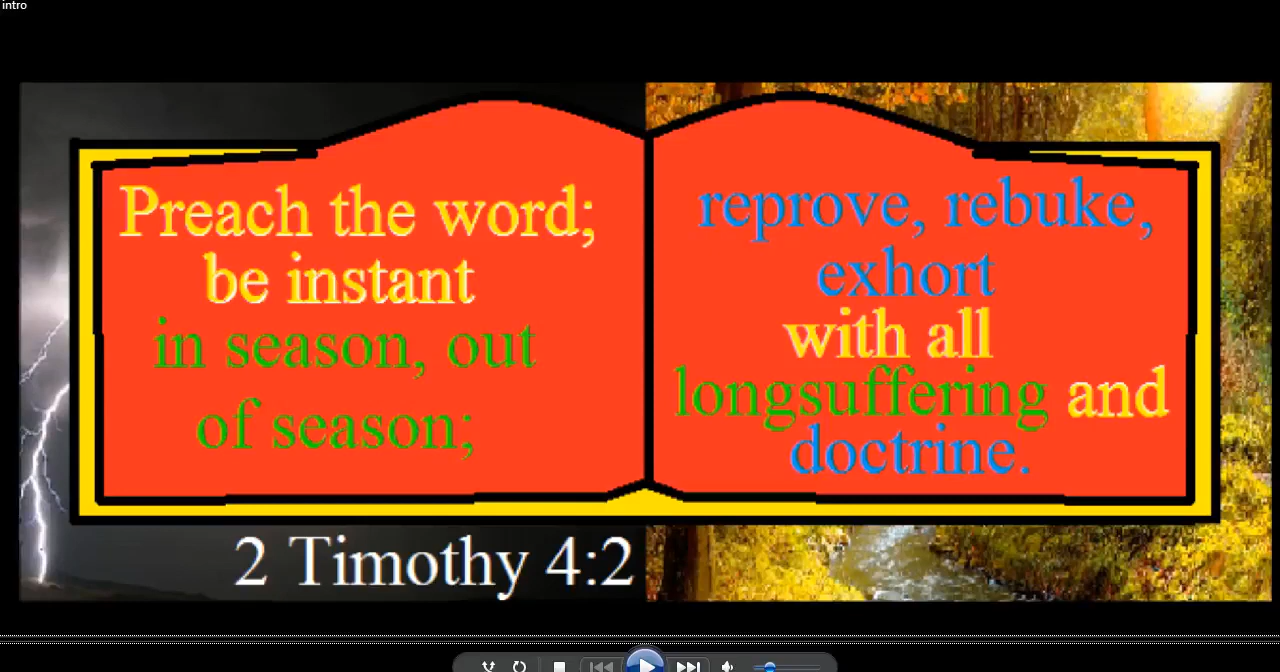 intro
Preach the word;
be instant
in season, out
of season;
reprove, rebuke,
exhort
with all
longsuffering and
doctrine.
2 Timothy 4:2